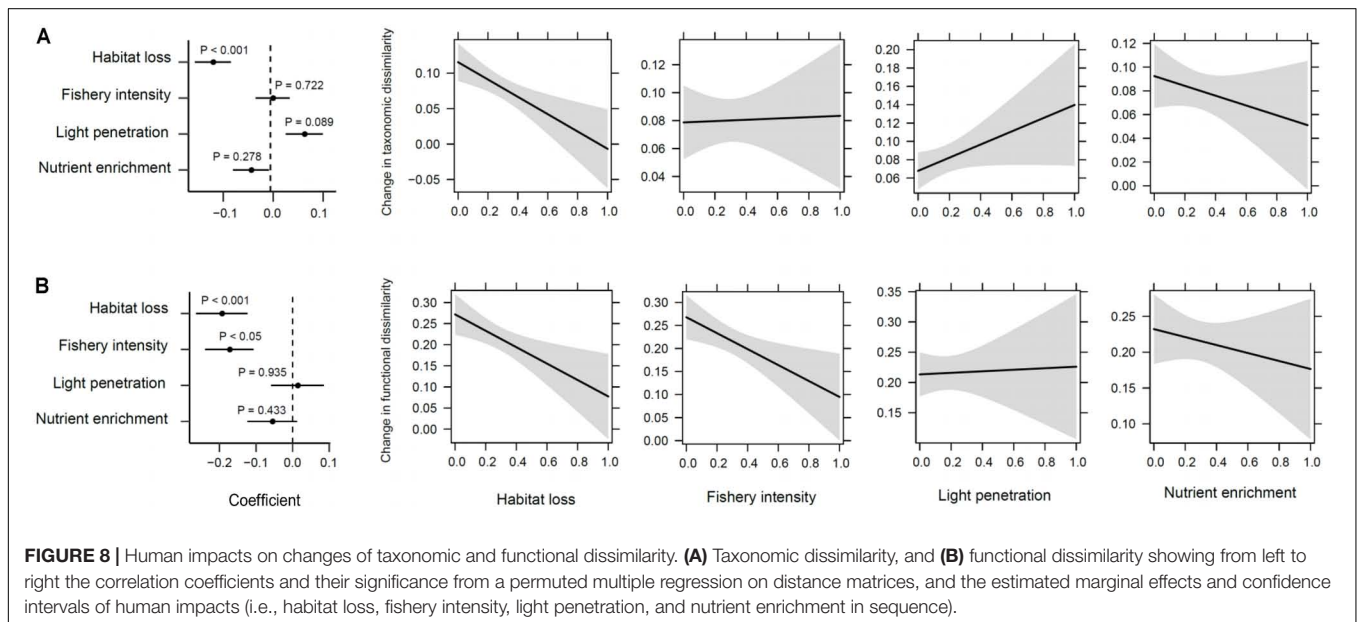 A
Habitat loss
P < 0.001
Fishery intensity
P = 0.722
Light penetration
P = 0.089
Nutrient enrichment
P = 0.278
−0.1 0.0 0.1
Change in taxonomic dissimilarity
0.10
0.05
0.00
−0.05
0.0 0.2 0.4 0.6 0.8 1.0
0.12
0.10
0.08
0.06
0.04
0.0 0.2 0.4 0.6 0.8 1.0
0.20
0.18
0.16
0.14
0.12
0.10
0.08
0.06
0.0 0.2 0.4 0.6 0.8 1.0
0.12
0.10
0.08
0.06
0.04
0.02
0.00
0.0 0.2 0.4 0.6 0.8 1.0
B
Habitat loss
P < 0.001
Fishery intensity
P < 0.05
Light penetration
P = 0.935
Nutrient enrichment
P = 0.433
−0.2 −0.1 0.0 0.1
Coefficient
Change in functional dissimilarity
0.30
0.25
0.20
0.15
0.10
0.05
0.00
0.0 0.2 0.4 0.6 0.8 1.0
Habitat loss
0.30
0.25
0.20
0.15
0.10
0.05
0.00
0.0 0.2 0.4 0.6 0.8 1.0
Fishery intensity
0.35
0.30
0.25
0.20
0.15
0.0 0.2 0.4 0.6 0.8 1.0
Light penetration
0.25
0.20
0.15
0.10
0.0 0.2 0.4 0.6 0.8 1.0
Nutrient enrichment
FIGURE 8 | Human impacts on changes of taxonomic and functional dissimilarity. (A) Taxonomic dissimilarity, and (B) functional dissimilarity showing from left to
right the correlation coefficients and their significance from a permuted multiple regression on distance matrices, and the estimated marginal effects and confidence
intervals of human impacts (i.e., habitat loss, fishery intensity, light penetration, and nutrient enrichment in sequence).